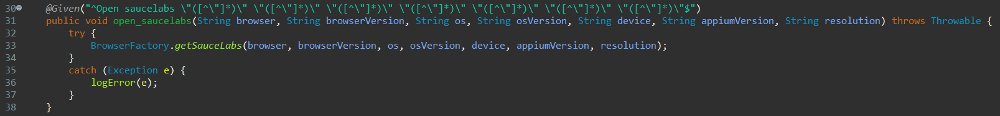 30 @Given("^Open saucelabs \"([^\"]*)\" \"([^\"]*)\" \"([^\"]*)\" \"([^\"]*)\" \"([^\"]*)\" \"([^\"]*)\" \"([^\"]*)\"$")
31 public void open_saucelabs(String browser, String browserVersion, String os, String osVersion, String device, String appiumVersion, String resolution) throws Throwable {
32 try {
33 BrowserFactory.getSauceLabs(browser, browserVersion, os, osVersion, device, appiumVersion, resolution);
34 }
35 catch (Exception e) {
36 logError(e);
37 }
38 }